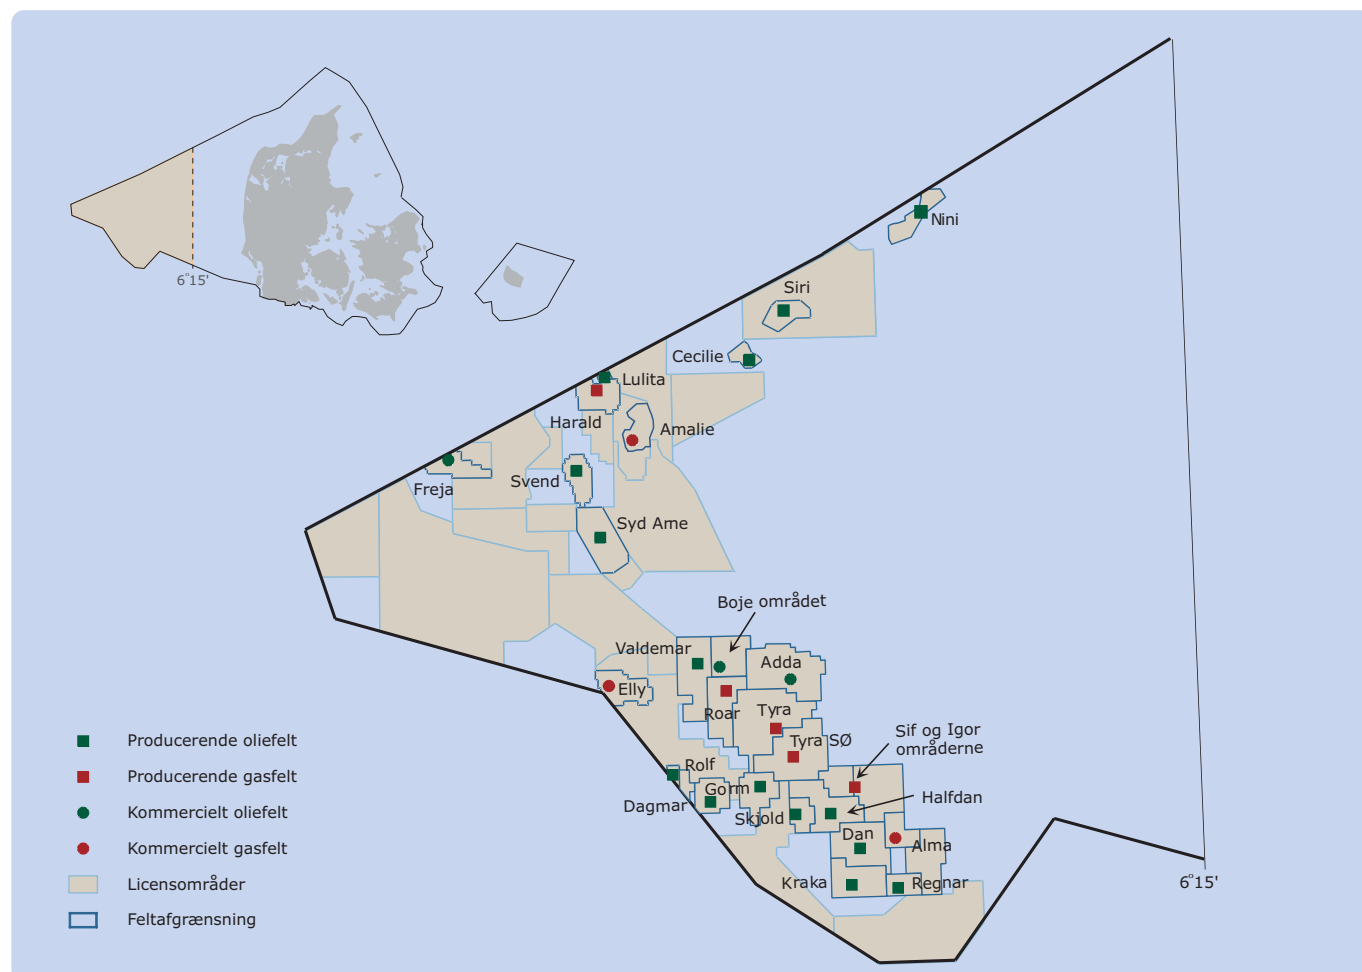 6°15'
Nini
Siri
Cecilie
Lulita
Harald
Amalie
Freja
Svend
Syd Arne
Boje området
Valdemar
Adda
Elly
Roar
Tyra
Tyra SØ
Sif og Igor
områderne
Rolf
Gorm
Dagmar
Skjold
Halfdan
Dan
Alma
Kraka
Regnar
6°15'
Producerende oliefelt
Producerende gasfelt
Kommercielt oliefelt
Kommercielt gasfelt
Licensområder
Feltafgrænsning